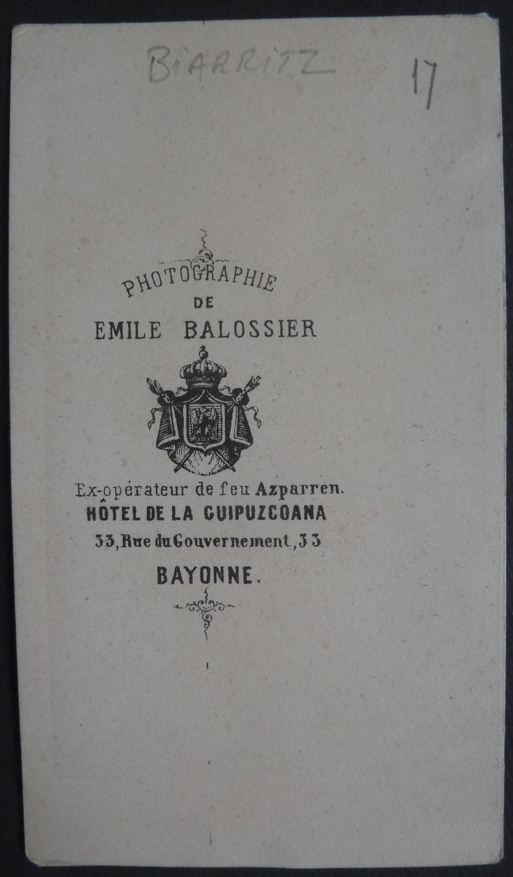 BiARRiTZ
17
PHOTOGRAPHIE
DE
EMILE BALOSSIER
Ex-opérateur de feu Azparren.
HÔTEL DE LA GUIPUZCOANA
33, Rue du Gouvernement, 33
BAYONNE.